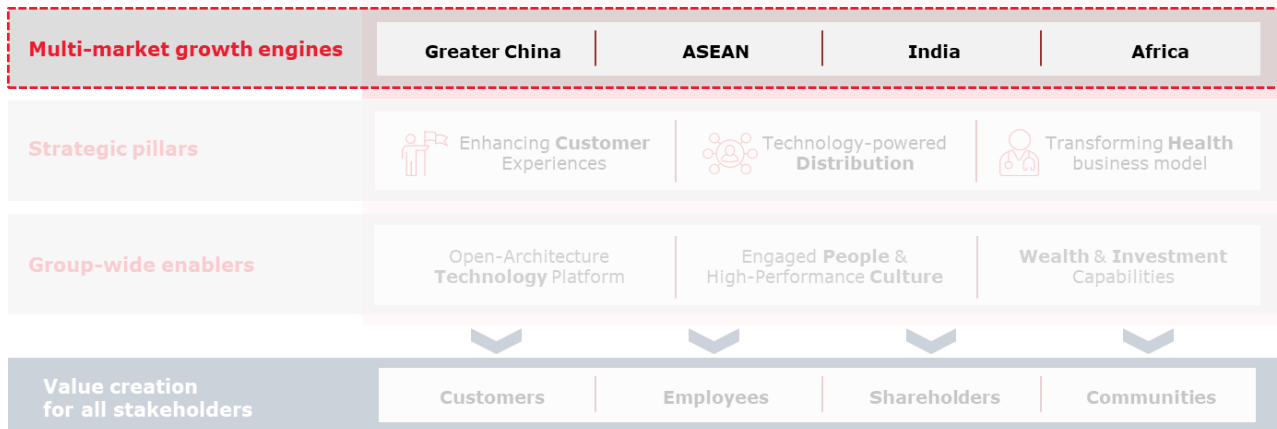 Multi-market growth engines
Greater China
ASEAN
India
Africa
Strategic pillars
Enhancing Customer
Experiences
Technology-powered
Distribution
Transforming Health
business model
Group-wide enablers
Open-Architecture
Technology Platform
Engaged People &
High-Performance Culture
Wealth & Investment
Capabilities
Value creation
for all stakeholders
Customers
Employees
Shareholders
Communities